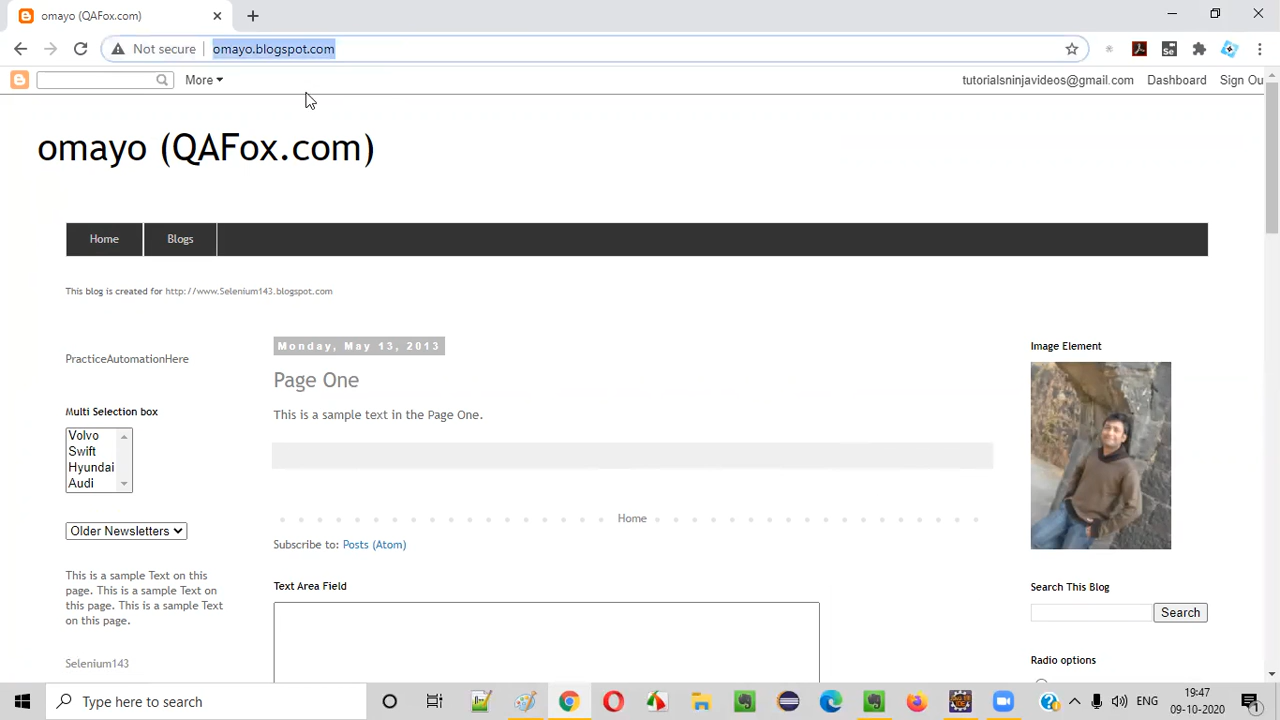 omayo (QAFox.com)
Not secure
omayo.blogspot.com
Se
More
tutorialsninjavideos@gmail.com
Dashboard
Sign Ou
omayo (QAFox.com)
Home
Blogs
This blog is created for http://www.Selenium143.blogspot.com
Monday, May 13, 2013
Page One
This is a sample text in the Page One.
Home
Subscribe to: Posts (Atom)
Text Area Field
PracticeAutomationHere
Multi Selection box
Volvo
Swift
Hyundai
Audi
Older Newsletters
This is a sample Text on this
page. This is a sample Text on
this page. This is a sample Text
on this page.
Selenium143
Image Element
Search This Blog
Search
Radio options
Type here to search
ENG
19:47
09-10-2020